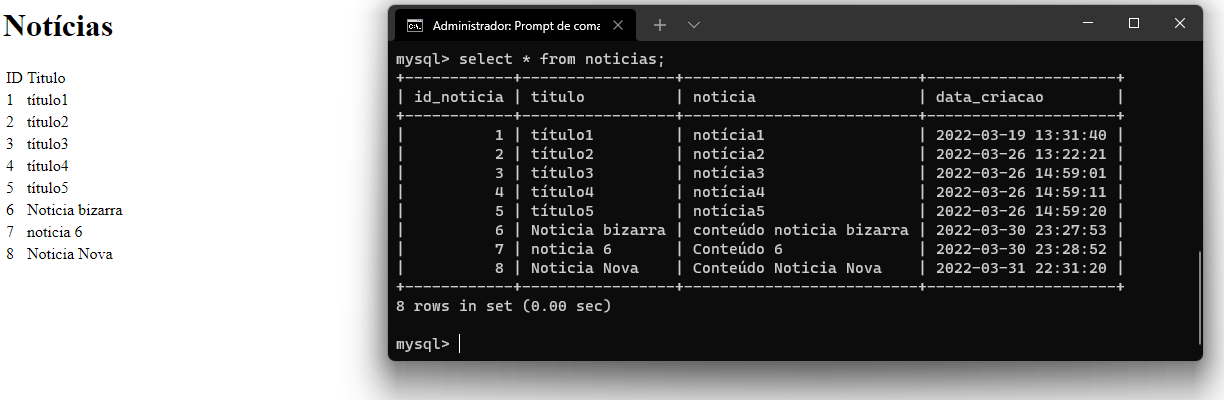 Notícias
ID Titulo
1 título1
2 título2
3 título3
4 título4
5 título5
6 Noticia bizarra
7 noticia 6
8 Noticia Nova
Administrador: Prompt de coma
mysql> select * from noticias;
+------------+-----------------+--------------------------+---------------------+
| id_noticia | titulo          | noticia                  | data_criacao        |
+------------+-----------------+--------------------------+---------------------+
|          1 | título1         | notícia1                 | 2022-03-19 13:31:40 |
|          2 | título2         | notícia2                 | 2022-03-26 13:22:21 |
|          3 | título3         | notícia3                 | 2022-03-26 14:59:01 |
|          4 | título4         | notícia4                 | 2022-03-26 14:59:11 |
|          5 | título5         | notícia5                 | 2022-03-26 14:59:20 |
|          6 | Noticia bizarra | conteúdo noticia bizarra | 2022-03-30 23:27:53 |
|          7 | noticia 6       | Conteúdo 6               | 2022-03-30 23:28:52 |
|          8 | Noticia Nova    | Conteúdo Noticia Nova    | 2022-03-31 22:31:20 |
+------------+-----------------+--------------------------+---------------------+
8 rows in set (0.00 sec)
mysql>